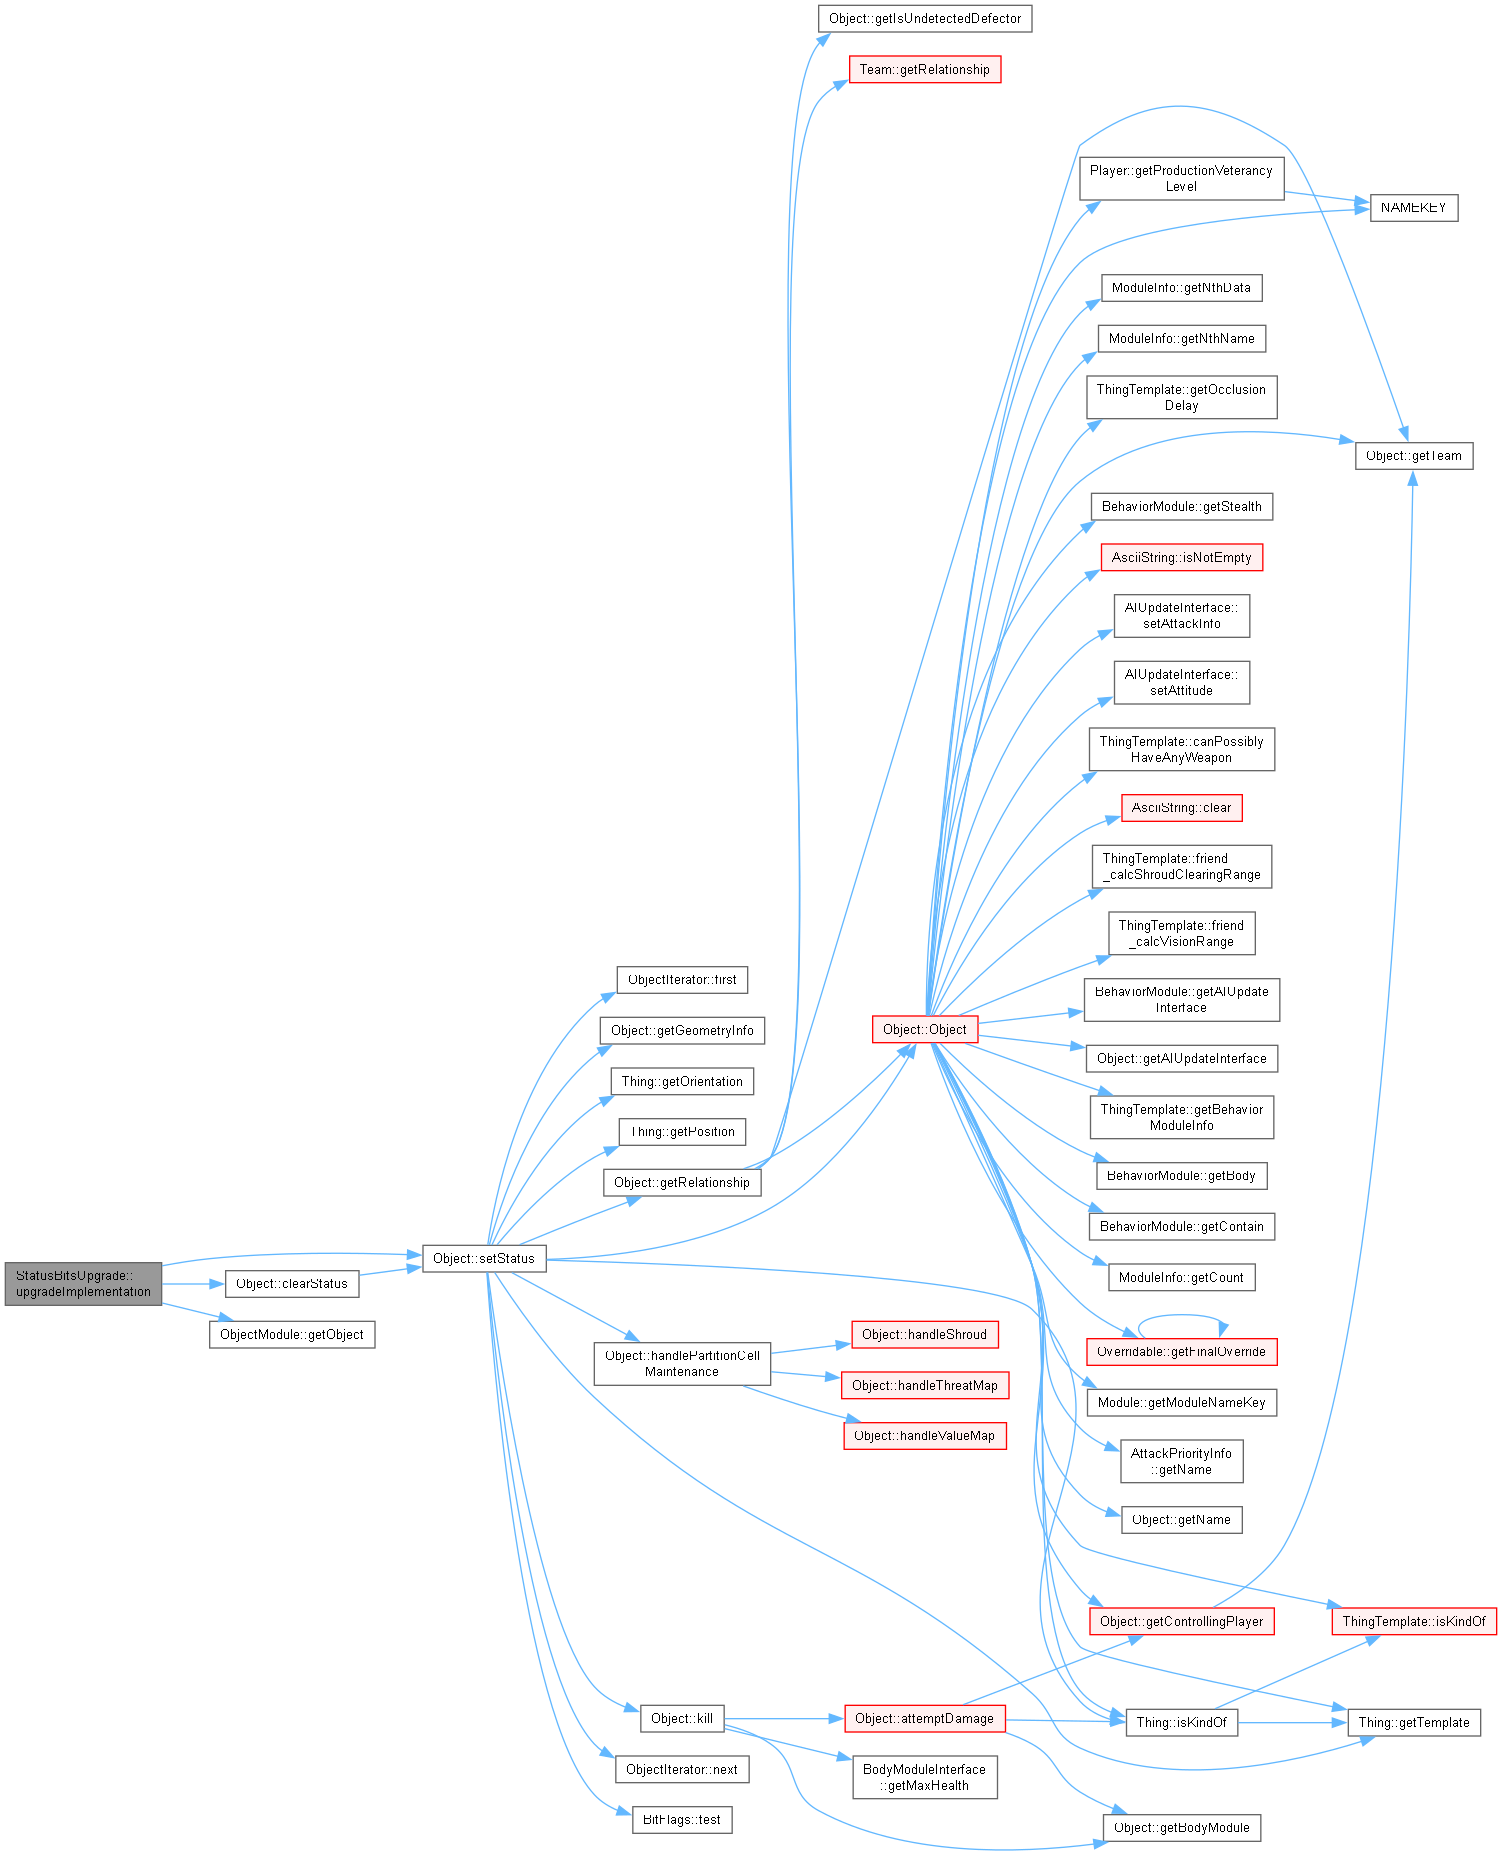 Object::getIsUndetectedDefector
Team::getRelationship
Player::getProductionVeterancy
Level
NAMEKEY
ModuleInfo::getNthData
ModuleInfo::getNthName
ThingTemplate::getOcclusion
Delay
Object::getTeam
BehaviorModule::getStealth
AsciiString::isNotEmpty
AIUpdateInterface::
setAttackInfo
AIUpdateInterface::
setAttitude
ThingTemplate::canPossibly
HaveAnyWeapon
AsciiString::clear
ThingTemplate::friend
_calcShroudClearingRange
ThingTemplate::friend
_calcVisionRange
ObjectIterator::first
BehaviorModule::getAIUpdate
Interface
Object::getGeometryInfo
Object::Object
Object::getAIUpdateInterface
Thing::getOrientation
ThingTemplate::getBehavior
ModuleInfo
Thing::getPosition
Object::getRelationship
BehaviorModule::getBody
BehaviorModule::getContain
Object::setStatus
StatusBitsUpgrade::
upgradeImplementation
Object::clearStatus
ModuleInfo::getCount
ObjectModule::getObject
Object::handleShroud
Object::handlePartitionCell
Maintenance
Overridable::getFinalOverride
Object::handleThreatMap
Module::getModuleNameKey
Object::handleValueMap
AttackPriorityInfo
::getName
Object::getName
Object::getControllingPlayer
ThingTemplate::isKindOf
Object::kill
Object::attemptDamage
Thing::isKindOf
Thing::getTemplate
ObjectIterator::next
BodyModuleInterface
::getMaxHealth
BitFlags::test
Object::getBodyModule